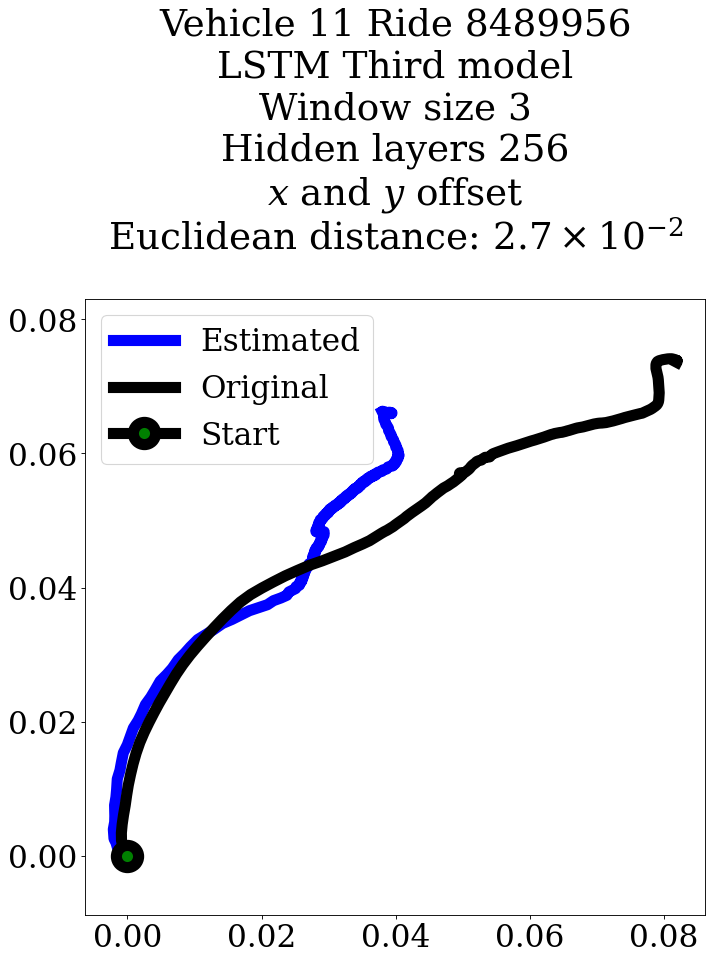 Vehicle 11 Ride 8489956
LSTM Third model
Window size 3
Hidden layers 256
x and y offset
Euclidean distance: 2.7 × 10⁻²
Estimated
Original
Start
0.08
0.06
0.04
0.02
0.00
0.00 0.02 0.04 0.06 0.08